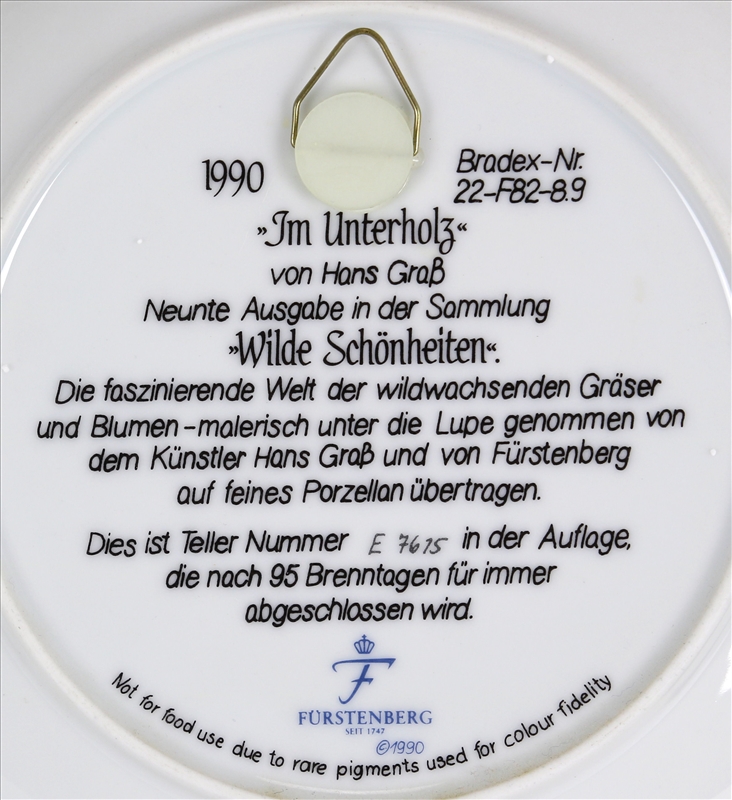 1990
Bradex-Nr.
22-F82-8.9
»Im Unterholz«
von Hans Graß
Neunte Ausgabe in der Sammlung
»Wilde Schönheiten«.
Die faszinierende Welt der wildwachsenden Gräser
und Blumen - malerisch unter die Lupe genommen von
dem Künstler Hans Graß und von Fürstenberg
auf feines Porzellan übertragen.
Dies ist Teller Nummer E 7615 in der Auflage,
die nach 95 Brenntagen für immer
abgeschlossen wird.
F
FÜRSTENBERG
SEIT 1747
©1990
Not for food use due to rare pigments used for colour fidelity